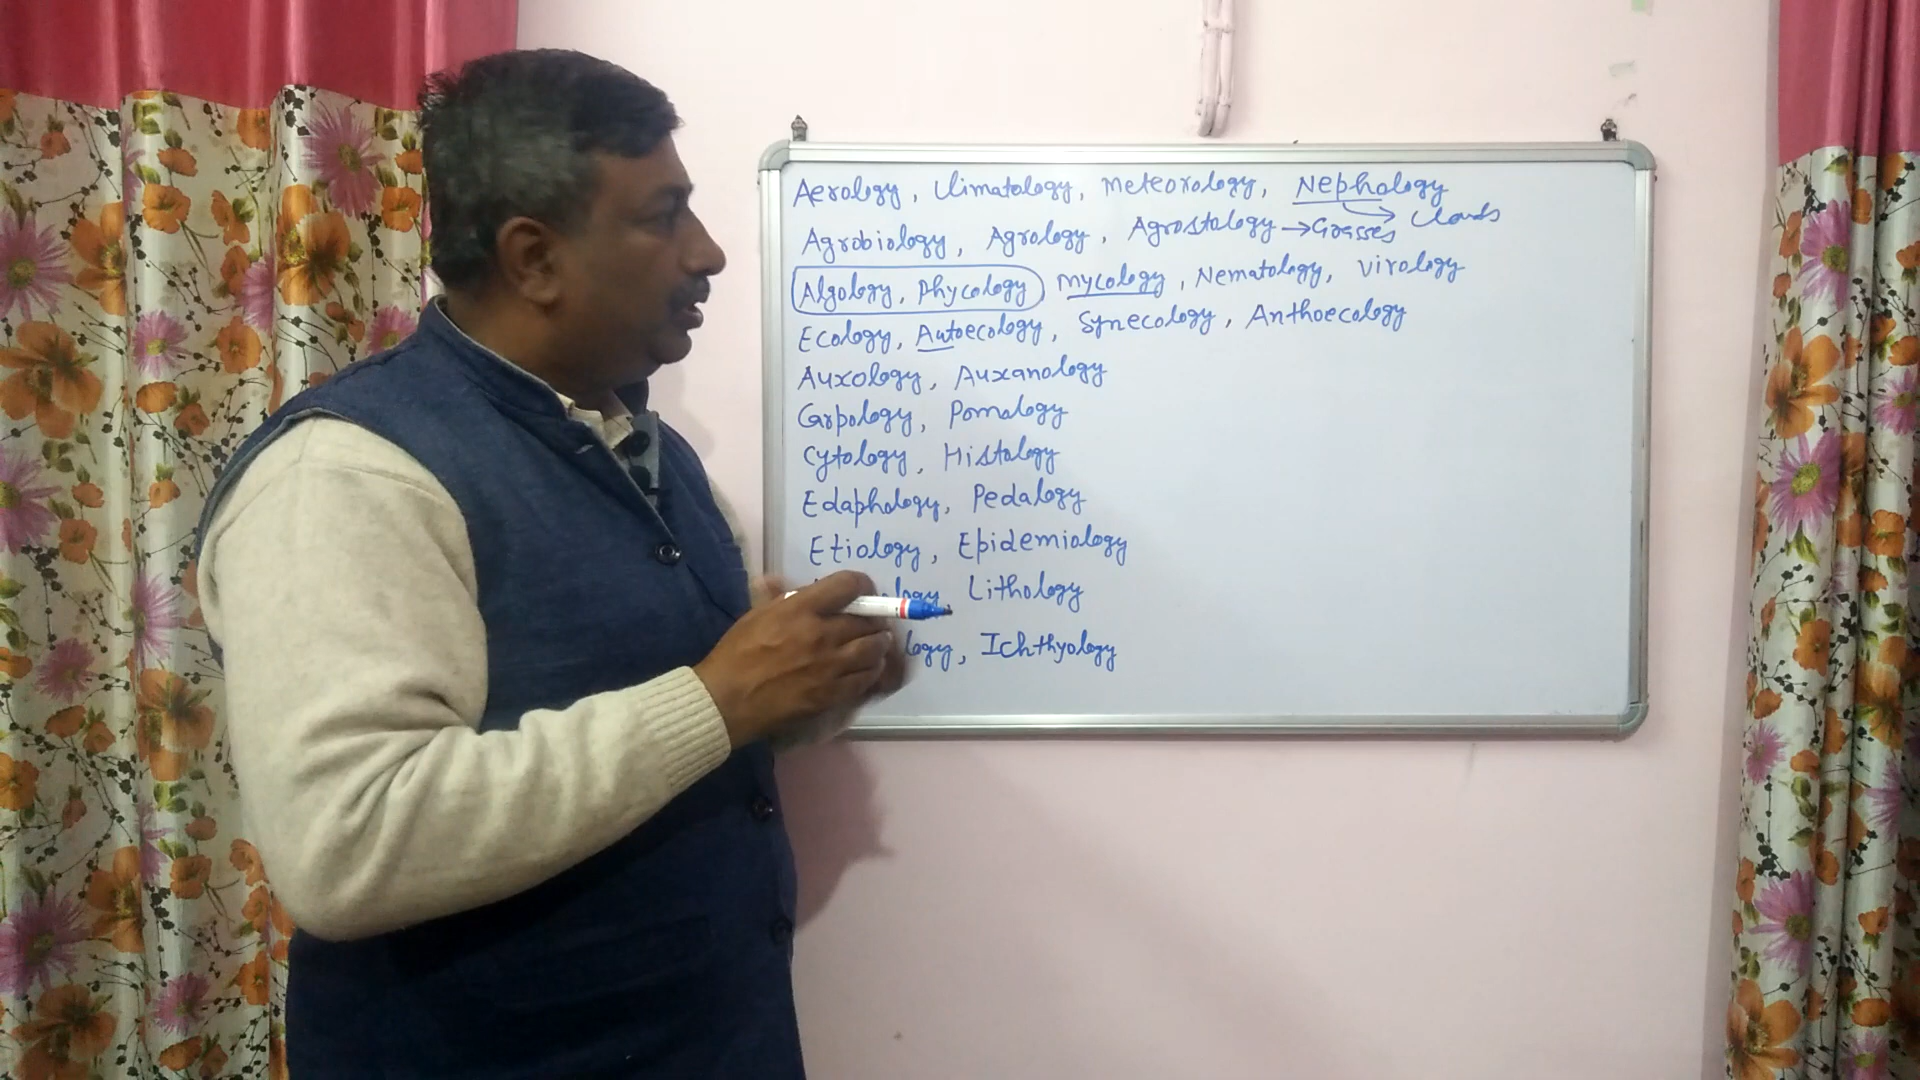 Aerology, Climatology, Meteorology, Nephology
Clouds
Agrobiology, Agrology, Agrostology → Grasses
Algology, Phycology Mycology, Nematology, Virology
Ecology, Autoecology, Synecology, Anthoecology
Auxology, Auxanology
Carpology, Pomology
Cytology, Histology
Edaphology, Pedalogy
Etiology, Epidemiology
Lithology
Ichthyology